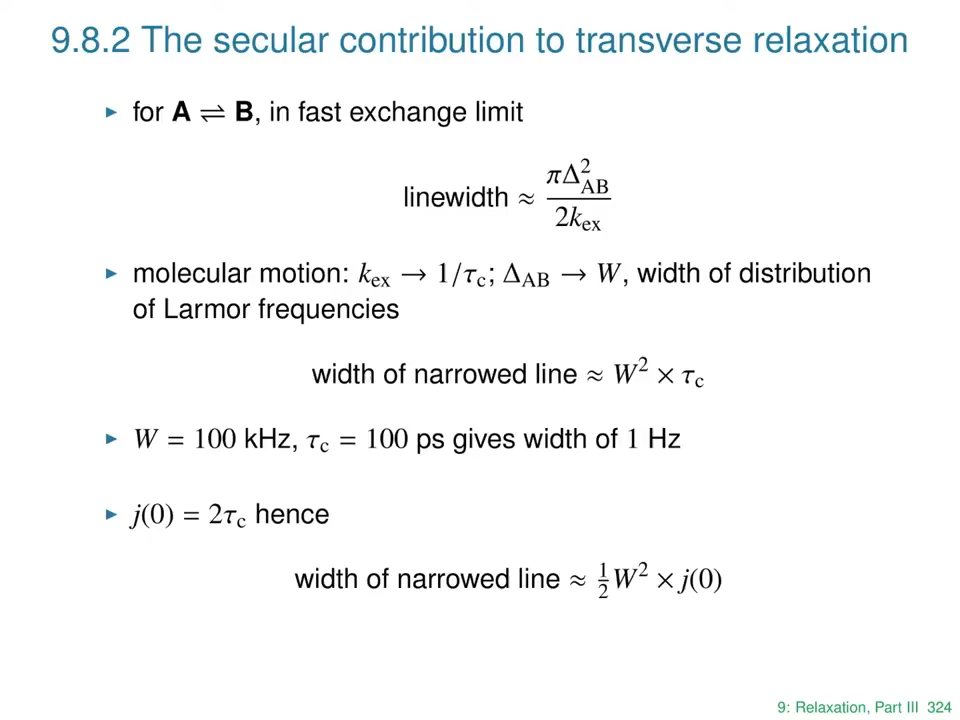 9.8.2 The secular contribution to transverse relaxation
▸ for A ⇌ B, in fast exchange limit
linewidth ≈ πΔ²_AB / 2k_ex
▸ molecular motion: k_ex → 1/τ_c; Δ_AB → W, width of distribution
of Larmor frequencies
width of narrowed line ≈ W² × τ_c
▸ W = 100 kHz, τ_c = 100 ps gives width of 1 Hz
▸ j(0) = 2τ_c hence
width of narrowed line ≈ ½W² × j(0)
9: Relaxation, Part III 324